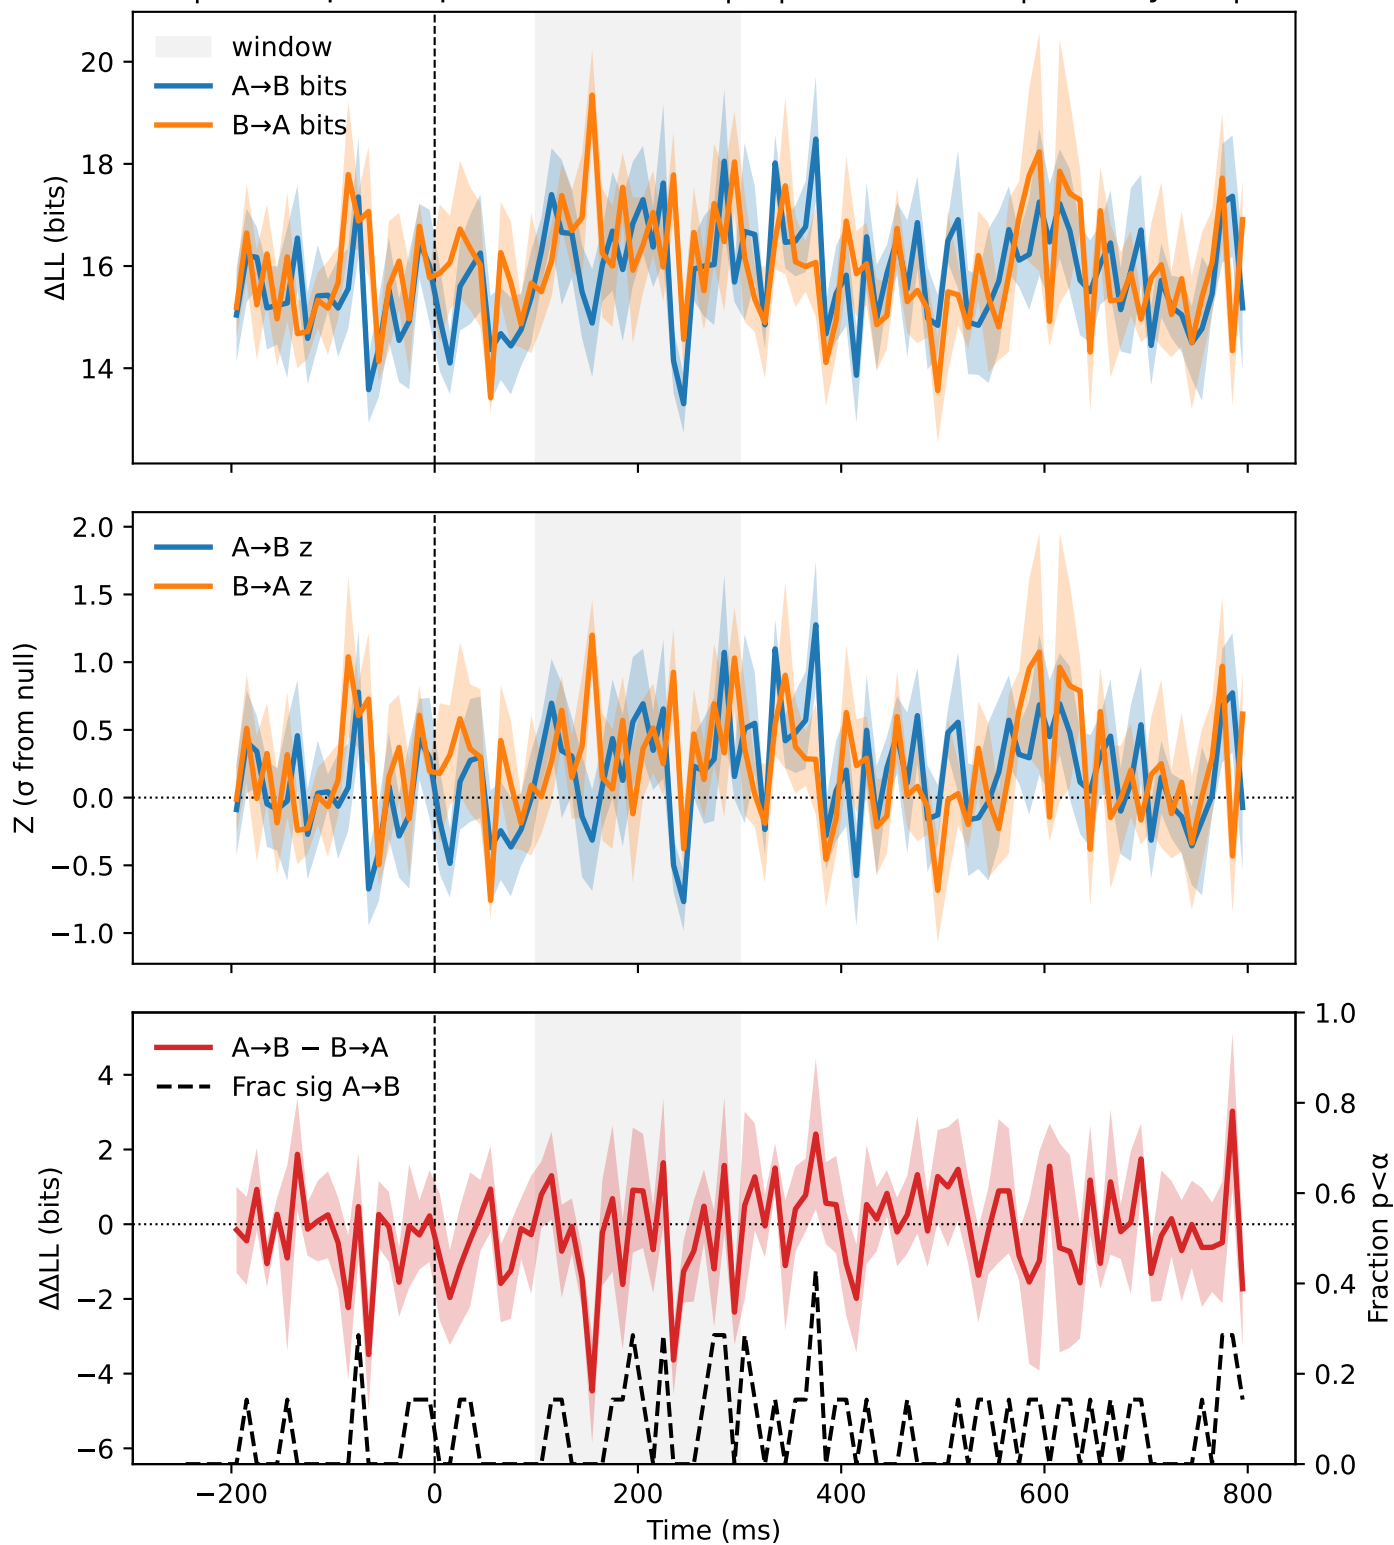 window
A→B bits
B→A bits
20
18
16
14
ΔLL (bits)
A→B z
B→A z
2.0
1.5
1.0
0.5
0.0
−0.5
−1.0
Z (σ from null)
A→B − B→A
Frac sig A→B
4
2
0
−2
−4
−6
ΔΔLL (bits)
1.0
0.8
0.6
0.4
0.2
0.0
Fraction p<α
−200
0
200
400
600
800
Time (ms)